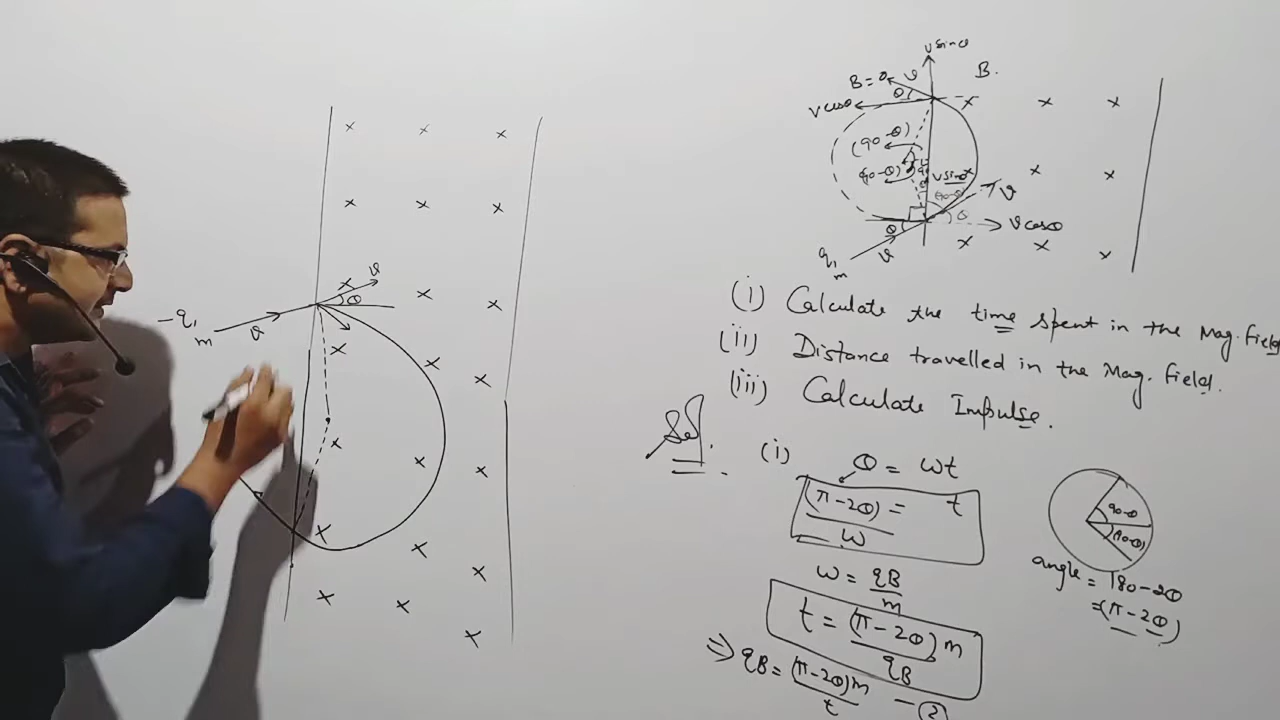 v sinθ
B = 0
v
B.
θ
v cosθ
(90-θ)
(90-θ)
v sinθ
v
θ
v cosθ
θ
q, m
v
v
θ
-q, m
v
(i) Calculate the time spent in the Mag. field
(ii) Distance travelled in the Mag. field.
(iii) Calculate Impulse.
Sol.
(i) θ = ωt
(π-2θ)/ω = t
ω = qB/m
t = (π-2θ)m/qB
⇒ qB = (π-2θ)m/t - ②
90-θ
(90-θ)
angle = 180-2θ
=(π-2θ)